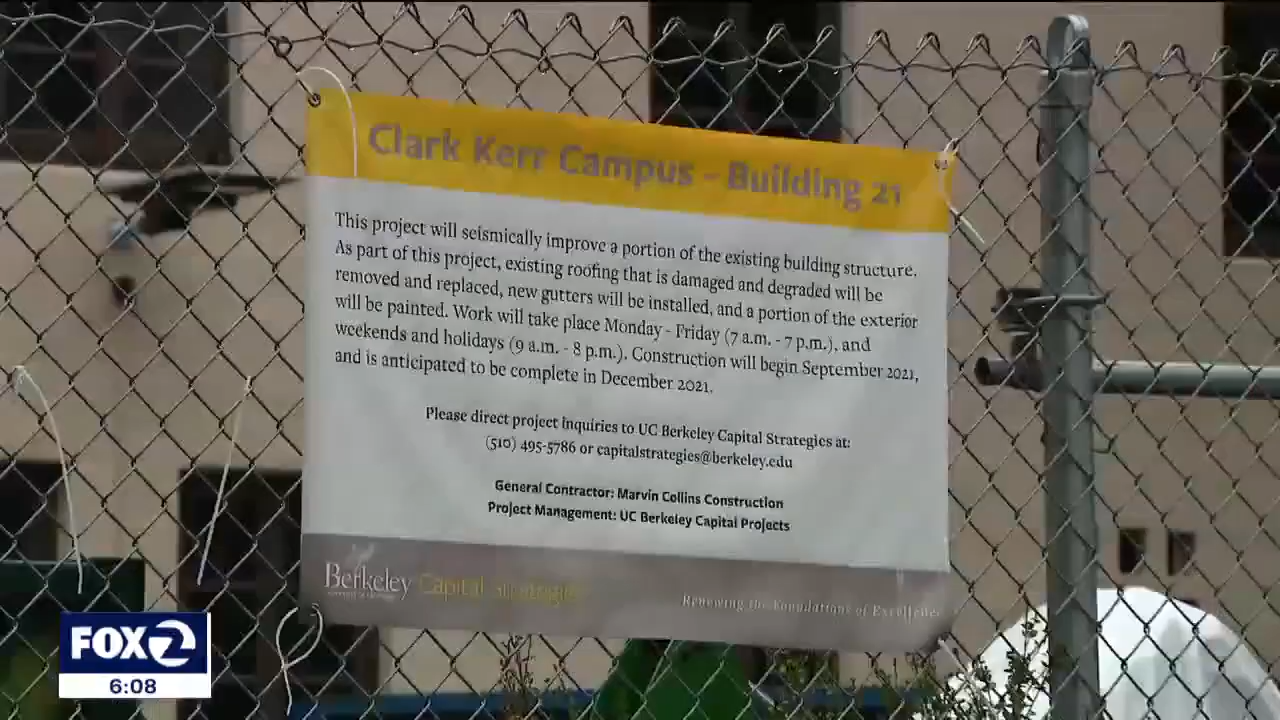 Clark Kerr Campus - Building 21
This project will seismically improve a portion of the existing building structure.
As part of this project, existing roofing that is damaged and degraded will be
removed and replaced, new gutters will be installed, and a portion of the exterior
will be painted. Work will take place Monday - Friday (7 a.m. - 7 p.m.), and
weekends and holidays (9 a.m. - 8 p.m.). Construction will begin September 2021,
and is anticipated to be complete in December 2021.
Please direct project inquiries to UC Berkeley Capital Strategies at:
(510) 495-5786 or capitalstrategies@berkeley.edu
General Contractor: Marvin Collins Construction
Project Management: UC Berkeley Capital Projects
Berkeley Capital Strategies
Renewing the Foundations of Excellence
FOX 2
6:08